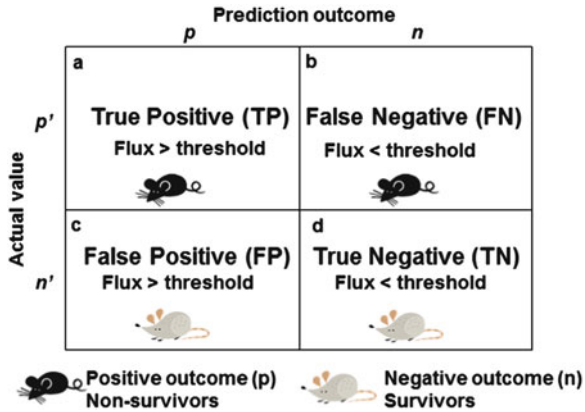 Prediction outcome
p n
Actual value
a b
p' True Positive (TP) False Negative (FN)
Flux > threshold Flux < threshold
c d
n' False Positive (FP) True Negative (TN)
Flux > threshold Flux < threshold
Positive outcome (p) Negative outcome (n)
Non-survivors Survivors